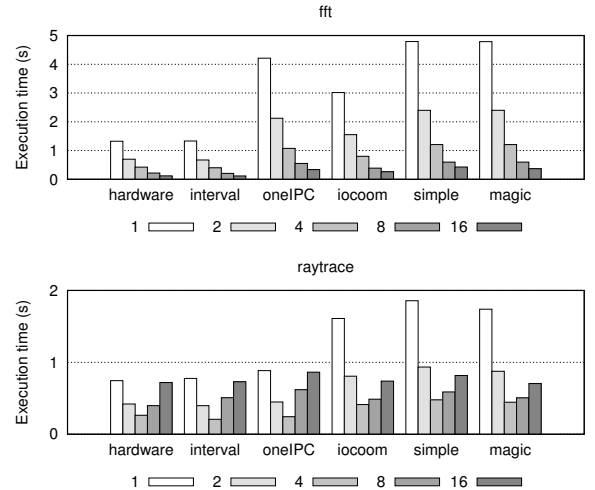 fft
Execution time (s)
5
4
3
2
1
0
hardware interval oneIPC iocoom simple magic
1 2 4 8 16
raytrace
Execution time (s)
2
1
0
hardware interval oneIPC iocoom simple magic
1 2 4 8 16